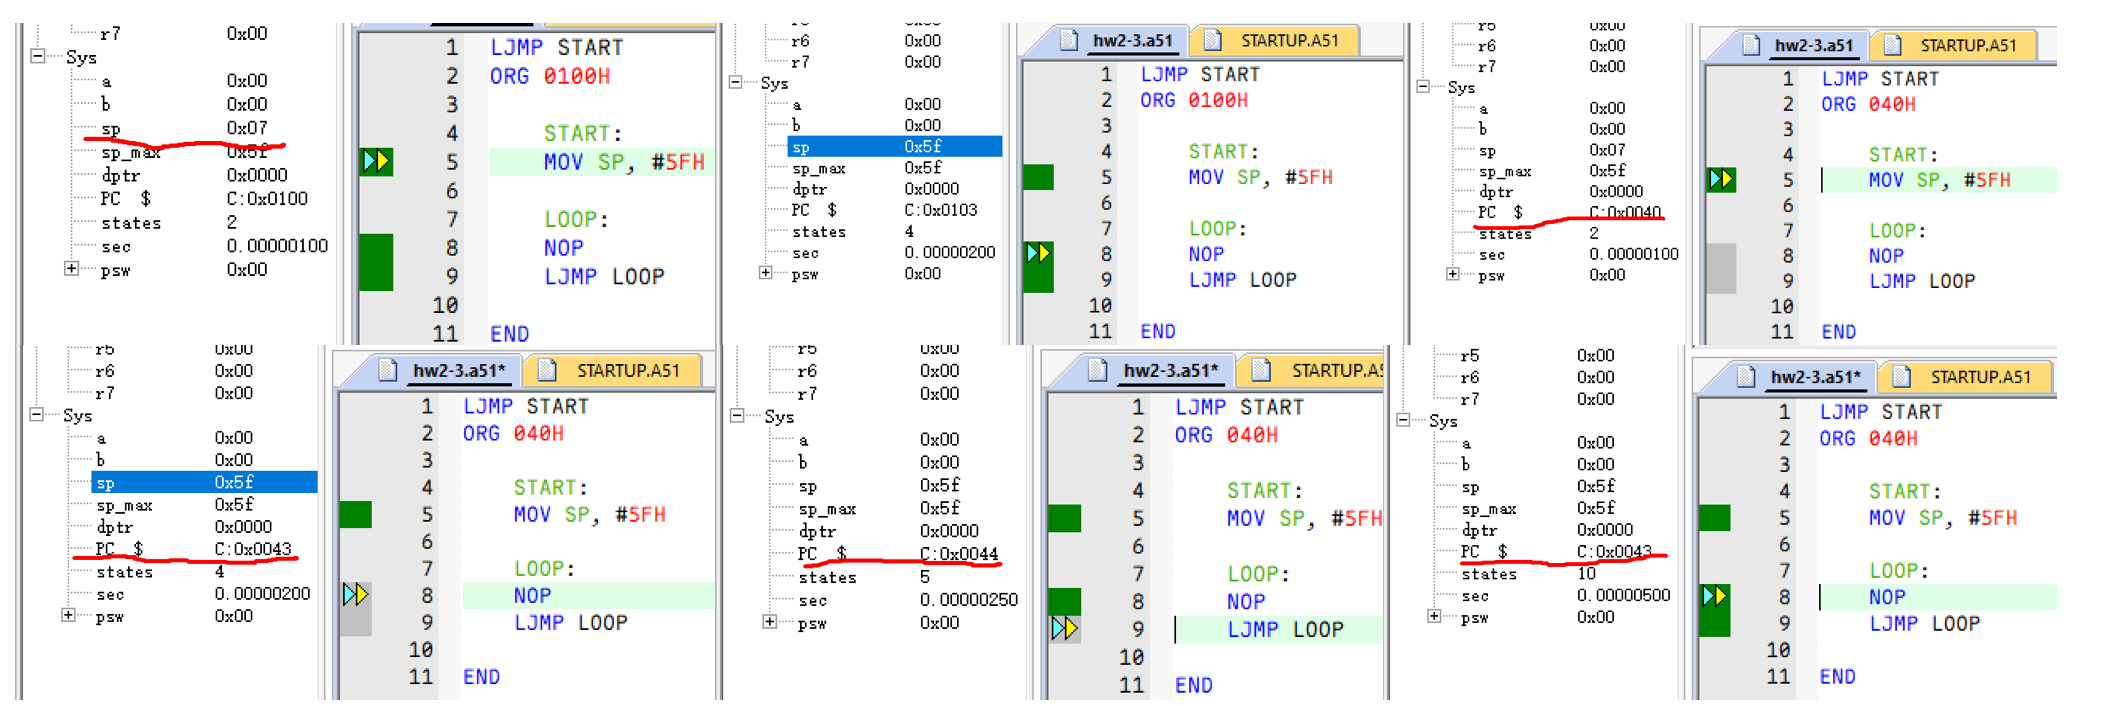 r7 0x00
Sys
a 0x00
b 0x00
sp 0x07
sp_max 0x5f
dptr 0x0000
PC $ C:0x0100
states 2
sec 0.00000100
psw 0x00
1 LJMP START
2 ORG 0100H
3
4 START:
5 MOV SP, #5FH
6
7 LOOP:
8 NOP
9 LJMP LOOP
10
11 END
r6 0x00
r7 0x00
Sys
a 0x00
b 0x00
sp 0x5f
sp_max 0x5f
dptr 0x0000
PC $ C:0x0103
states 4
sec 0.00000200
psw 0x00
hw2-3.a51 STARTUP.A51
1 LJMP START
2 ORG 0100H
3
4 START:
5 MOV SP, #5FH
6
7 LOOP:
8 NOP
9 LJMP LOOP
10
11 END
r5 0x00
r6 0x00
r7 0x00
Sys
a 0x00
b 0x00
sp 0x07
sp_max 0x5f
dptr 0x0000
PC $ C:0x0040
states 2
sec 0.00000100
psw 0x00
hw2-3.a51 STARTUP.A51
1 LJMP START
2 ORG 040H
3
4 START:
5 MOV SP, #5FH
6
7 LOOP:
8 NOP
9 LJMP LOOP
10
11 END
r5 0x00
r6 0x00
r7 0x00
Sys
a 0x00
b 0x00
sp 0x5f
sp_max 0x5f
dptr 0x0000
PC $ C:0x0043
states 4
sec 0.00000200
psw 0x00
hw2-3.a51* STARTUP.A51
1 LJMP START
2 ORG 040H
3
4 START:
5 MOV SP, #5FH
6
7 LOOP:
8 NOP
9 LJMP LOOP
10
11 END
r5 0x00
r6 0x00
r7 0x00
Sys
a 0x00
b 0x00
sp 0x5f
sp_max 0x5f
dptr 0x0000
PC $ C:0x0044
states 5
sec 0.00000250
psw 0x00
hw2-3.a51* STARTUP.A5
1 LJMP START
2 ORG 040H
3
4 START:
5 MOV SP, #5FH
6
7 LOOP:
8 NOP
9 LJMP LOOP
10
11 END
r5 0x00
r6 0x00
r7 0x00
Sys
a 0x00
b 0x00
sp 0x5f
sp_max 0x5f
dptr 0x0000
PC $ C:0x0043
states 10
sec 0.00000500
psw 0x00
hw2-3.a51* STARTUP.A51
1 LJMP START
2 ORG 040H
3
4 START:
5 MOV SP, #5FH
6
7 LOOP:
8 NOP
9 LJMP LOOP
10
11 END